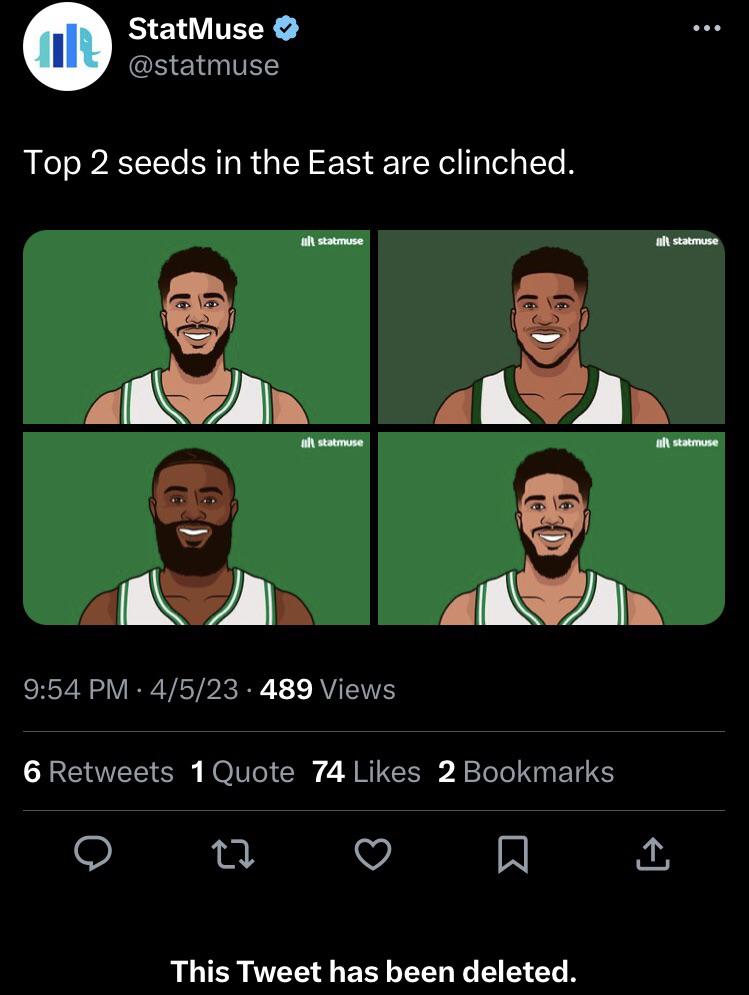 StatMuse
@statmuse
Top 2 seeds in the East are clinched.
statmuse
statmuse
statmuse
statmuse
9:54 PM · 4/5/23 · 489 Views
6 Retweets 1 Quote 74 Likes 2 Bookmarks
This Tweet has been deleted.